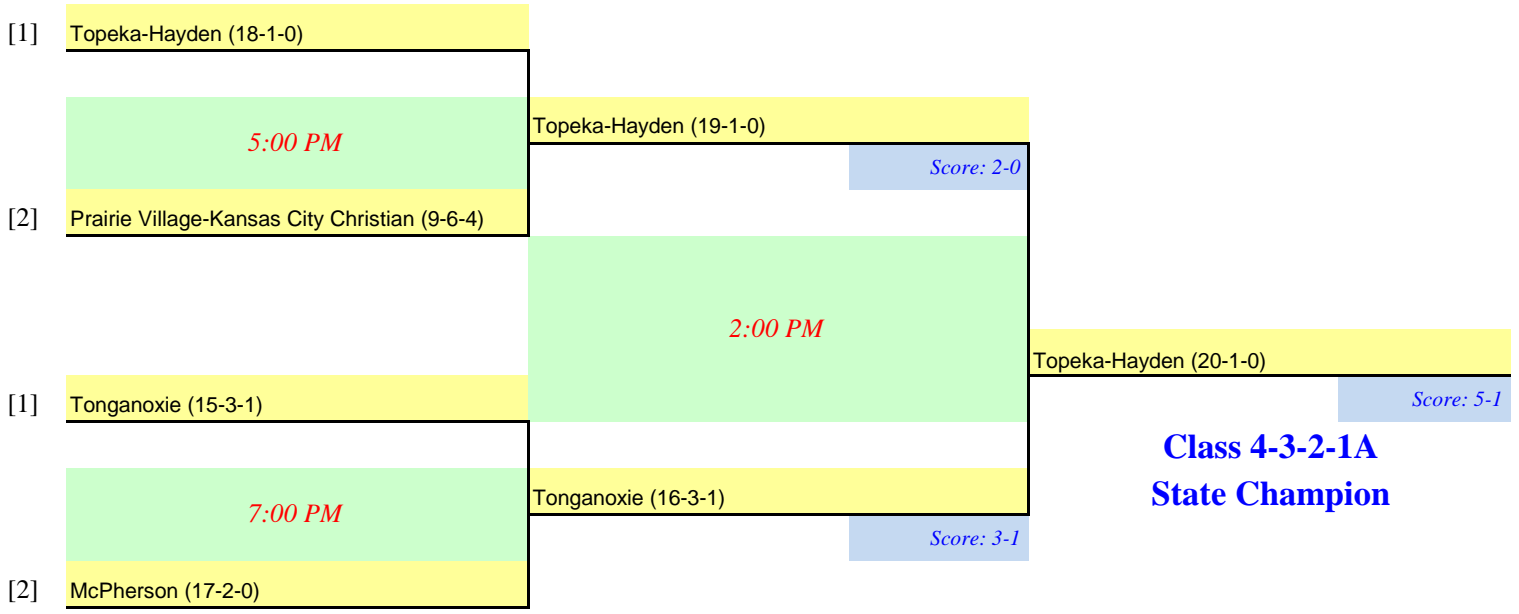 [1] Topeka-Hayden (18-1-0)
5:00 PM
Topeka-Hayden (19-1-0)
Score: 2-0
[2] Prairie Village-Kansas City Christian (9-6-4)
2:00 PM
Topeka-Hayden (20-1-0)
Score: 5-1
[1] Tonganoxie (15-3-1)
Class 4-3-2-1A
State Champion
7:00 PM
Tonganoxie (16-3-1)
Score: 3-1
[2] McPherson (17-2-0)